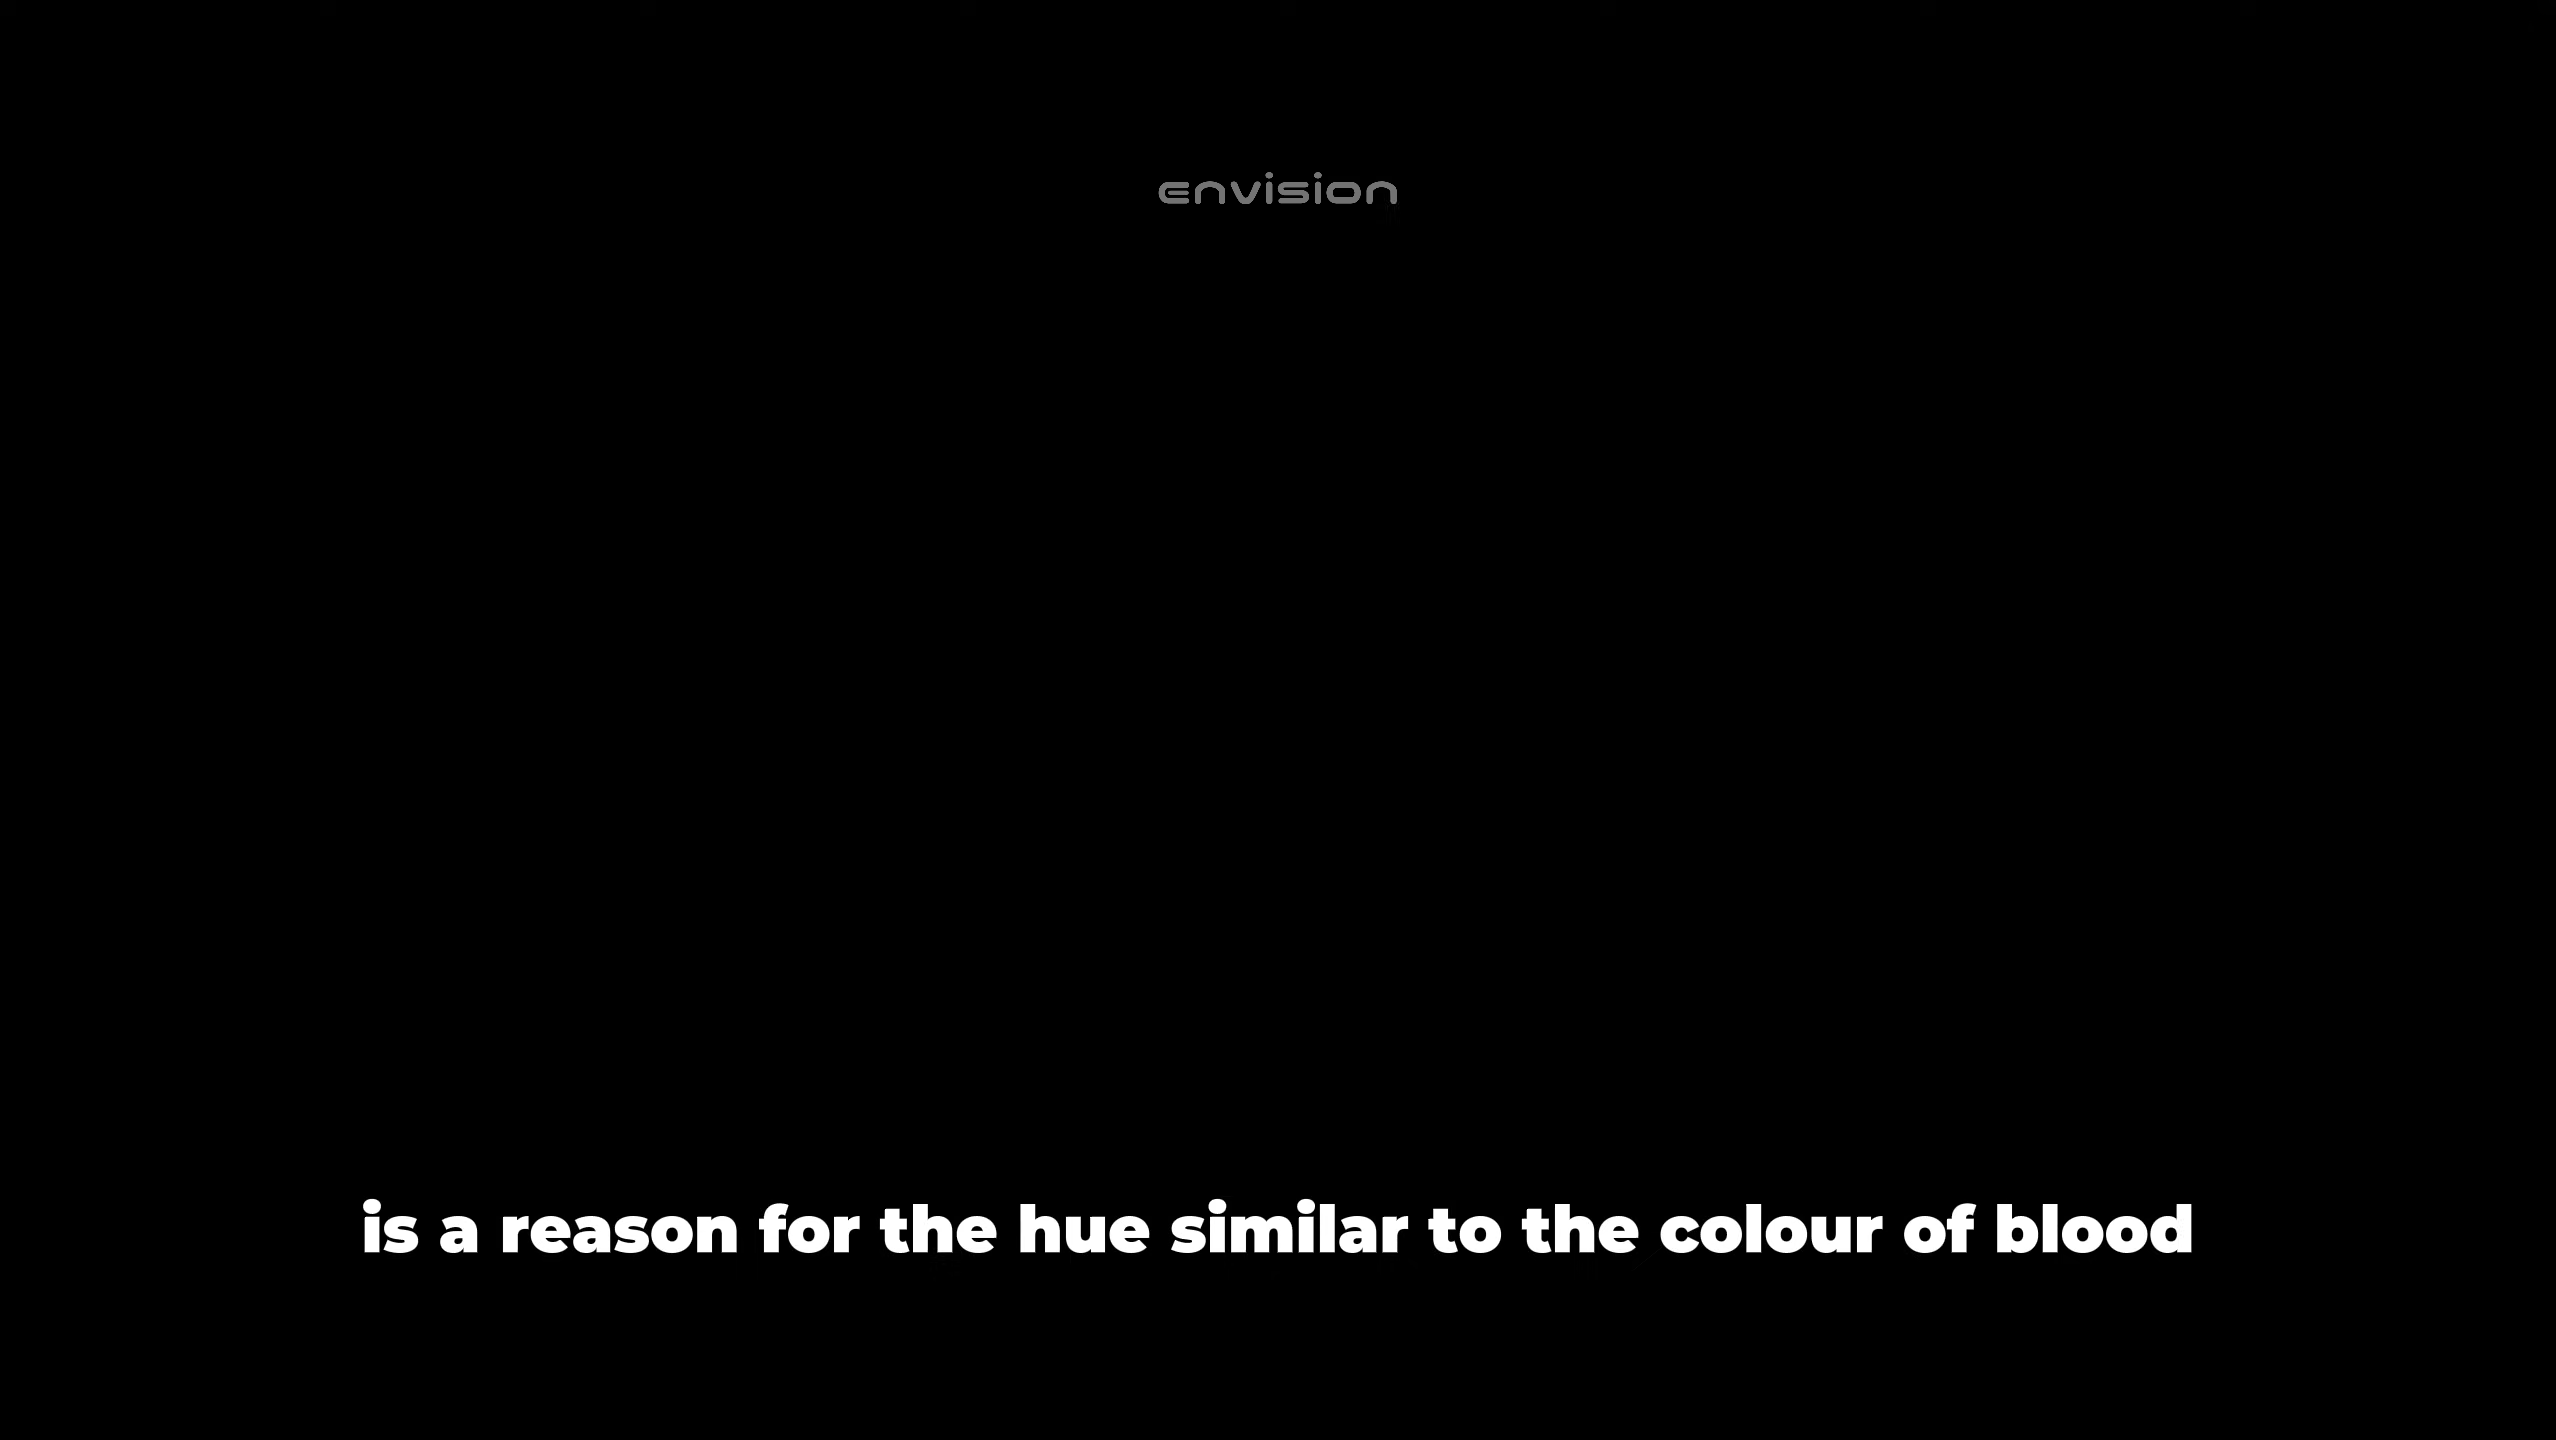 envision
is a reason for the hue similar to the colour of blood